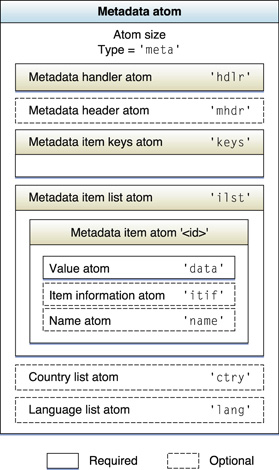 Metadata atom
Atom size
Type = 'meta'
Metadata handler atom 'hdlr'
Metadata header atom 'mhdr'
Metadata item keys atom 'keys'
Metadata item list atom 'ilst'
Metadata item atom '<id>'
Value atom 'data'
Item information atom 'itif'
Name atom 'name'
Country list atom 'ctry'
Language list atom 'lang'
Required Optional